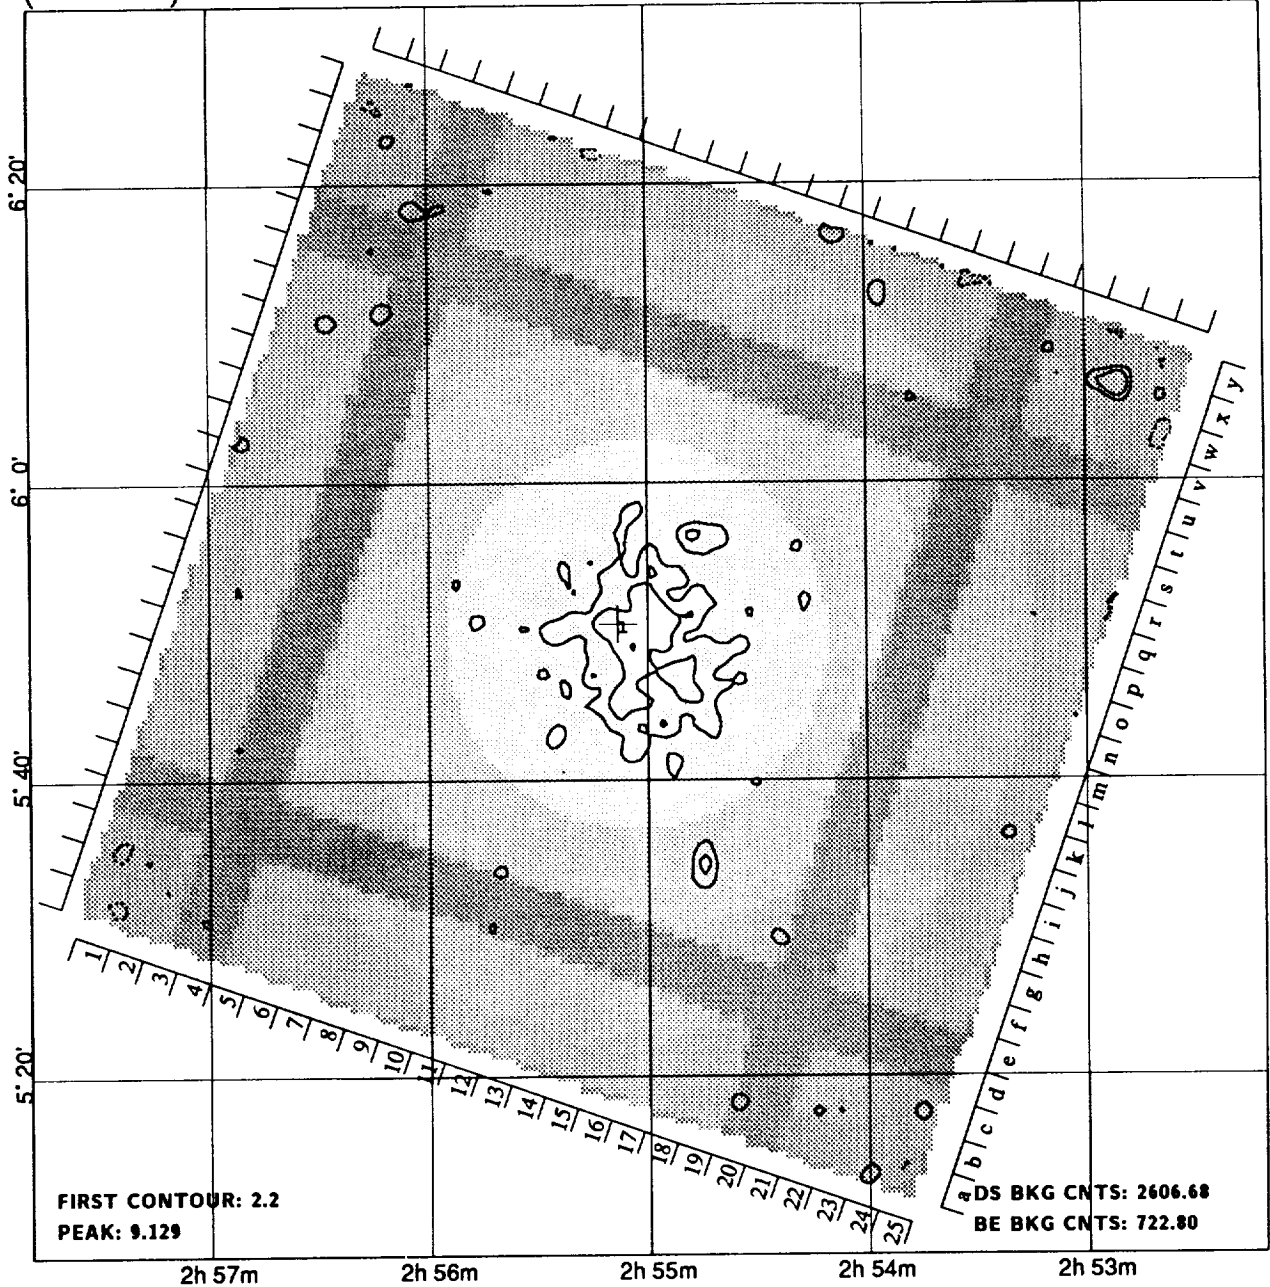 6° 20'
6° 0'
5° 40'
5° 20'
y
x
w
v
u
t
s
r
q
p
o
n
m
l
k
j
i
h
g
f
e
d
c
b
a
1 2 3 4 5 6 7 8 9 10 11 12 13 14 15 16 17 18 19 20 21 22 23 24 25
FIRST CONTOUR: 2.2
PEAK: 9.129
DS BKG CNTS: 2606.68
BE BKG CNTS: 722.80
2h 57m 2h 56m 2h 55m 2h 54m 2h 53m